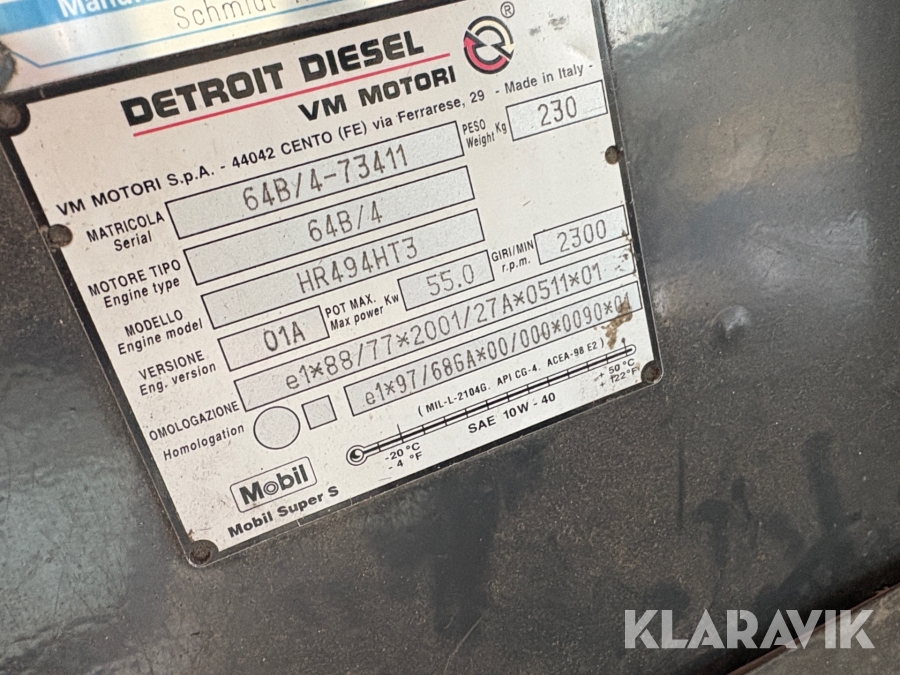 Schmidt
DETROIT DIESEL ®
VM MOTORI
VM MOTORI S.p.A. - 44042 CENTO (FE) via Ferrarese, 29 - Made in Italy -
MATRICOLA
Serial
64B/4-73411
PESO
Weight Kg
230
MOTORE TIPO
Engine type
64B/4
MODELLO
Engine model
HR494HT3
VERSIONE
Eng. version
01A
POT MAX.
Max power Kw
55.0
GIRI/MIN
r.p.m.
2300
OMOLOGAZIONE
Homologation
e1*88/77*2001/27A*0511*01
e1*97/68GA*00/000*0090*01
( MIL-L-2104G. API CG-4. ACEA-98 E2 )
SAE 10W - 40
-20 °C
- 4 °F
+ 50°C
+ 122°F
Mobil
Mobil Super S
KLARAVIK